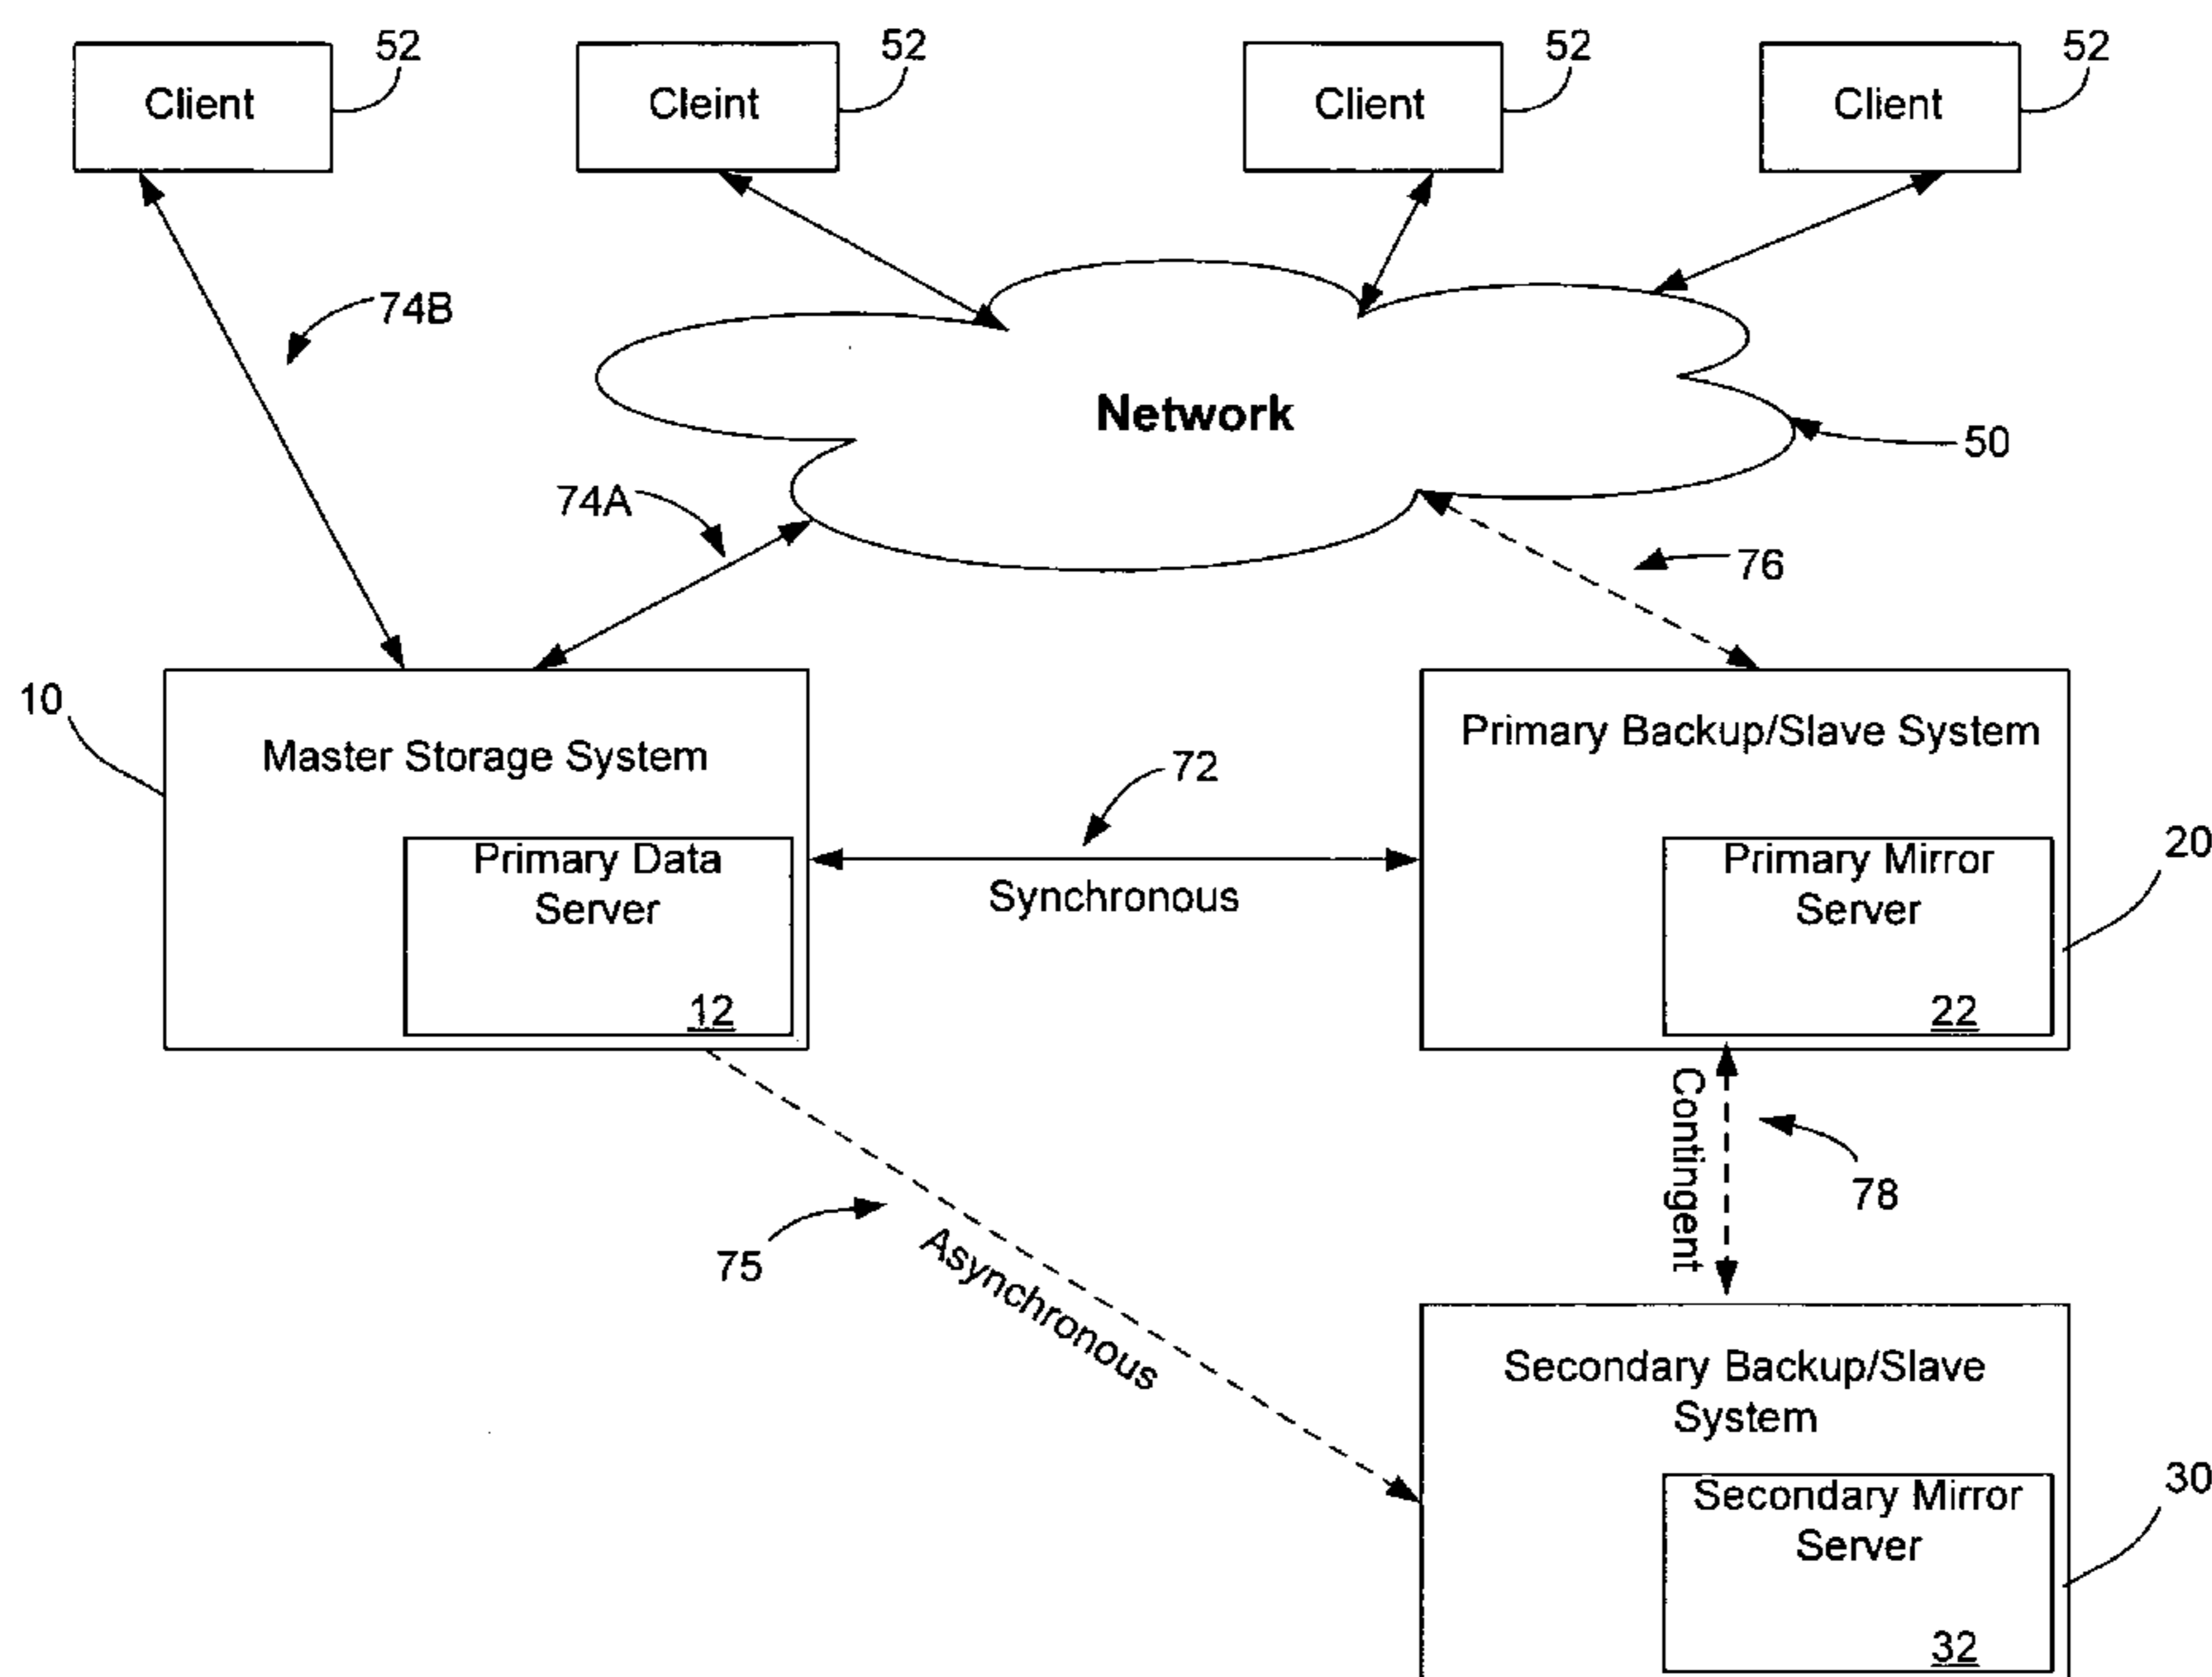 52
52
52
52
Client
Cleint
Client
Client
74B
Network
50
74A
76
10
Master Storage System
Primary Backup/Slave System
72
Primary Data
Server
12
Synchronous
Primary Mirror
Server
22
20
Contingent
78
75
Asynchronous
Secondary Backup/Slave
System
Secondary Mirror
Server
32
30